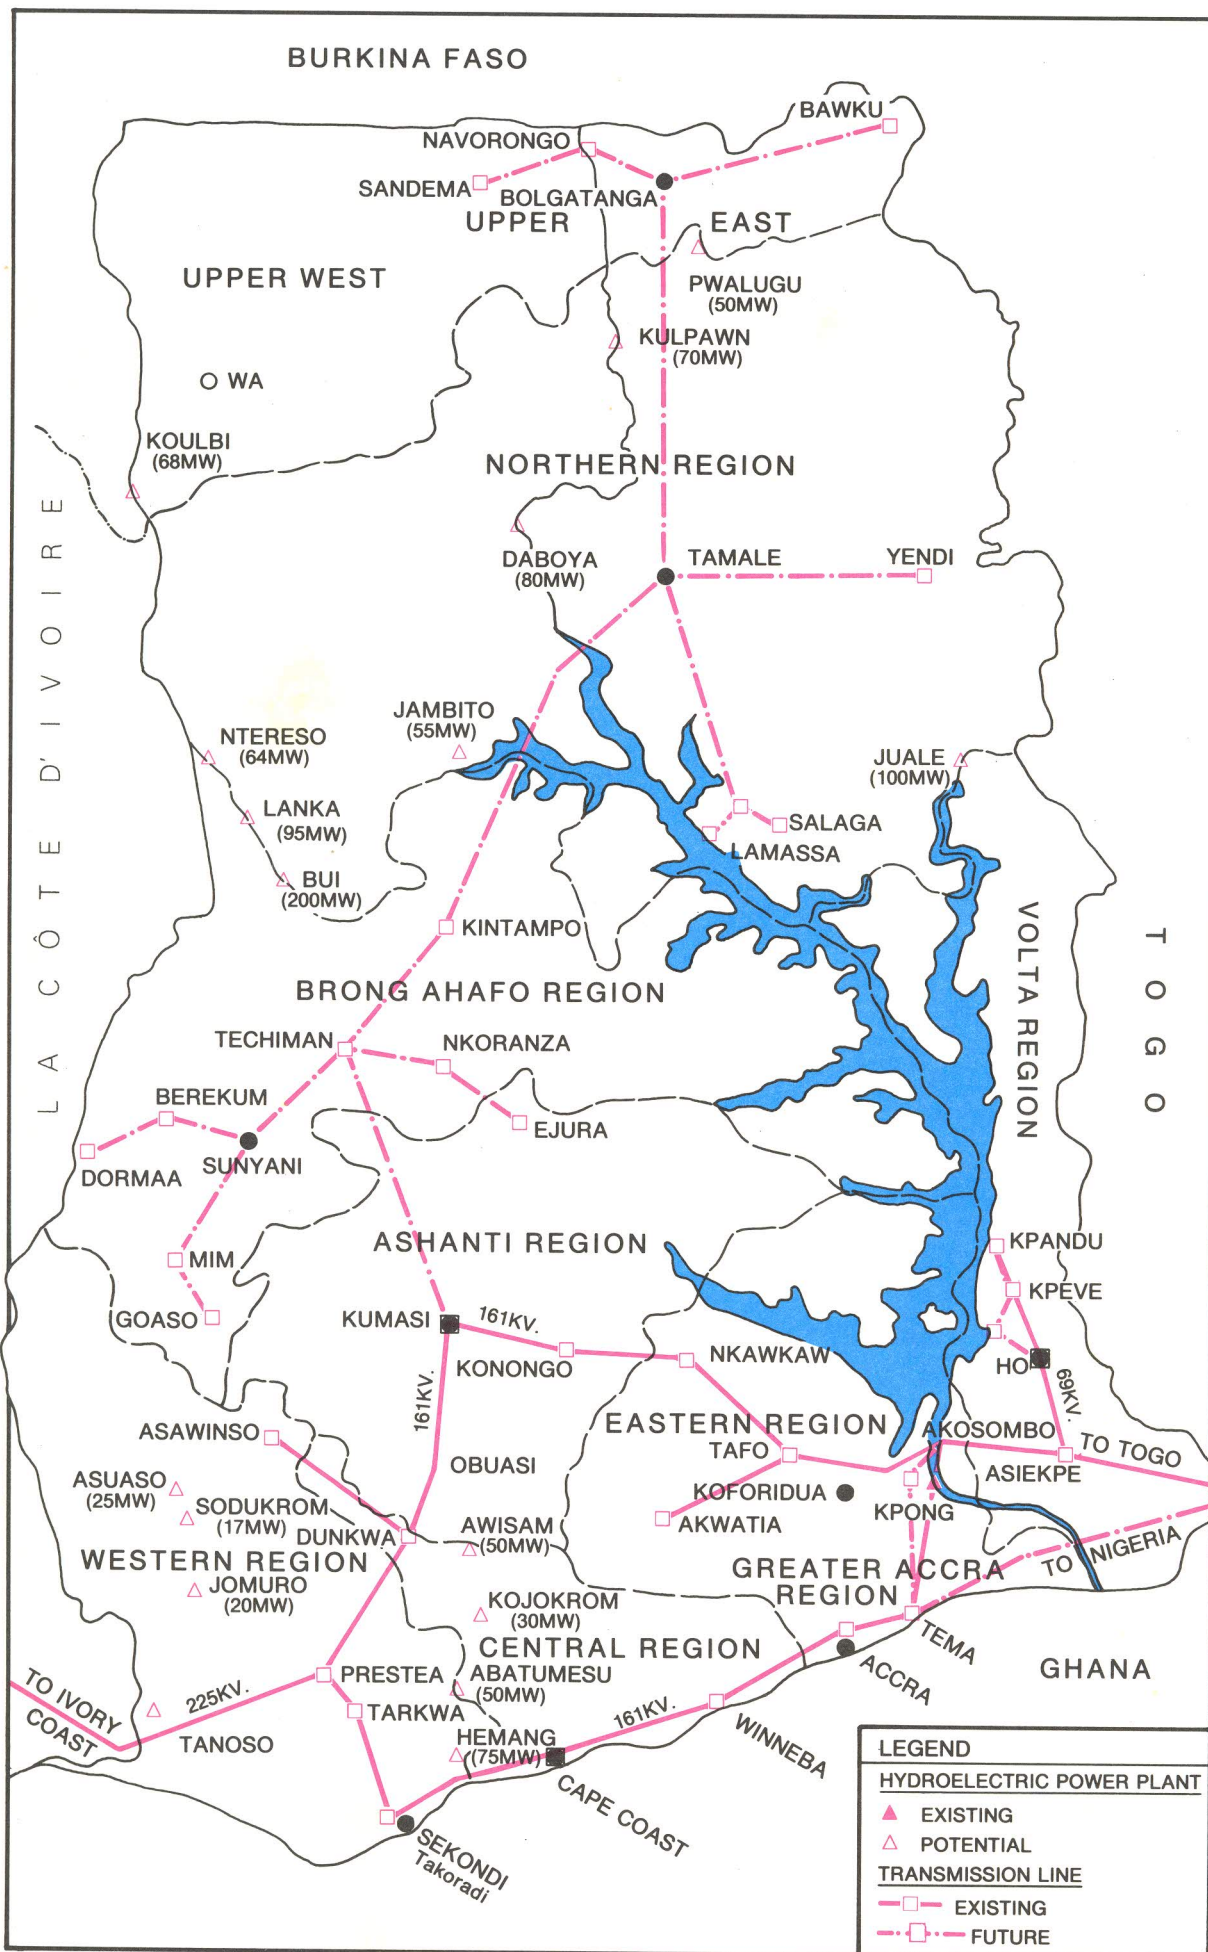 BURKINA FASO
BAWKU
NAVORONGO
SANDEMA
BOLGATANGA
UPPER EAST
UPPER WEST
PWALUGU
(50MW)
KULPAWN
(70MW)
WA
KOULBI
(68MW)
NORTHERN REGION
DABOYA
(80MW)
TAMALE
YENDI
LA CÔTE D'IVOIRE
JAMBITO
(55MW)
NTERESO
(64MW)
JUALE
(100MW)
LANKA
(95MW)
SALAGA
LAMASSA
BUI
(200MW)
KINTAMPO
VOLTA REGION
TOGO
BRONG AHAFO REGION
TECHIMAN
NKORANZA
BEREKUM
EJURA
SUNYANI
DORMAA
ASHANTI REGION
KPANDU
MIM
KPEVE
GOASO
KUMASI
161KV.
KONONGO
NKAWKAW
HO
69KV.
161KV.
EASTERN REGION
AKOSOMBO
ASAWINSO
TAFO
TO TOGO
OBUASI
ASIEKPE
ASUASO
(25MW)
KOFORIDUA
SODUKROM
(17MW)
KPONG
AKWATIA
DUNKWA
AWISAM
(50MW)
WESTERN REGION
TO NIGERIA
GREATER ACCRA
REGION
JOMURO
(20MW)
KOJOKROM
(30MW)
TEMA
CENTRAL REGION
ACCRA
GHANA
PRESTEA
ABATUMESU
(50MW)
TO IVORY
COAST
225KV.
TARKWA
161KV.
TANOSO
WINNEBA
HEMANG
(75MW)
CAPE COAST
SEKONDI
Takoradi
LEGEND
HYDROELECTRIC POWER PLANT
EXISTING
POTENTIAL
TRANSMISSION LINE
EXISTING
FUTURE